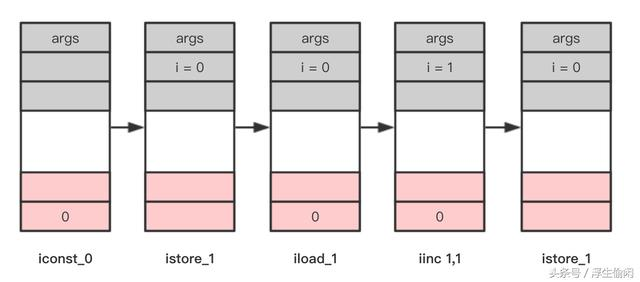 args args args args args
i = 0 i = 0 i = 1 i = 0
0 0 0
iconst_0 istore_1 iload_1 iinc 1,1 istore_1
头条号 / 浮生偷闲